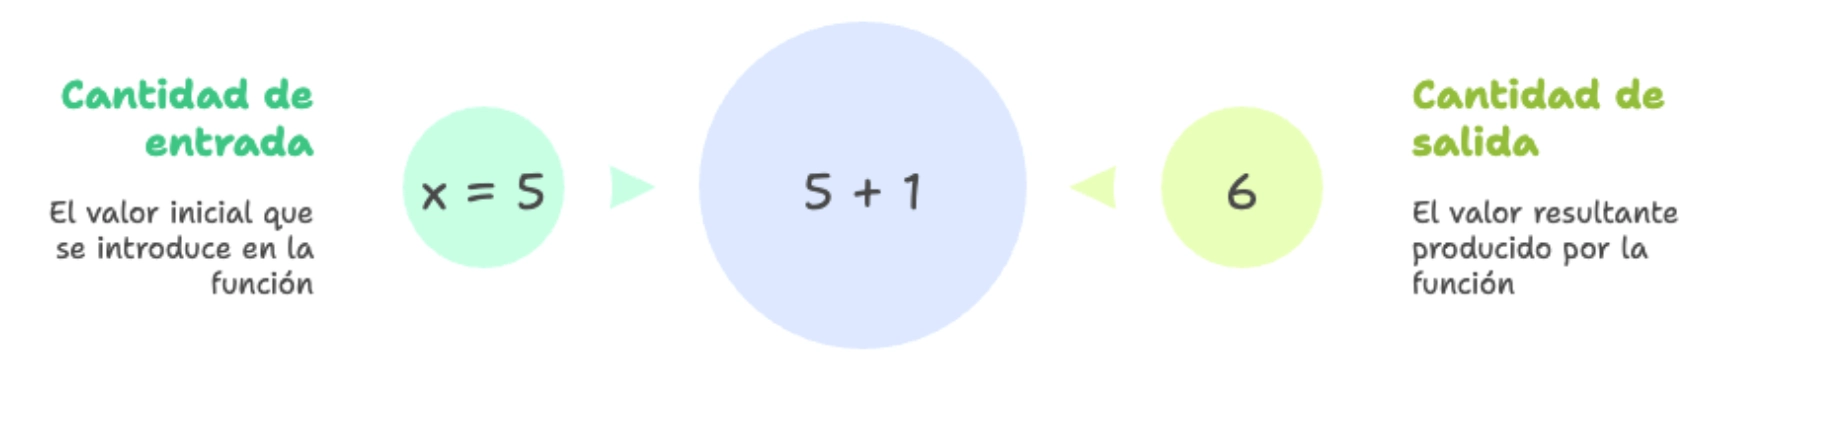 Cantidad de
entrada
El valor inicial que
se introduce en la
función
x = 5
5 + 1
6
Cantidad de
salida
El valor resultante
producido por la
función